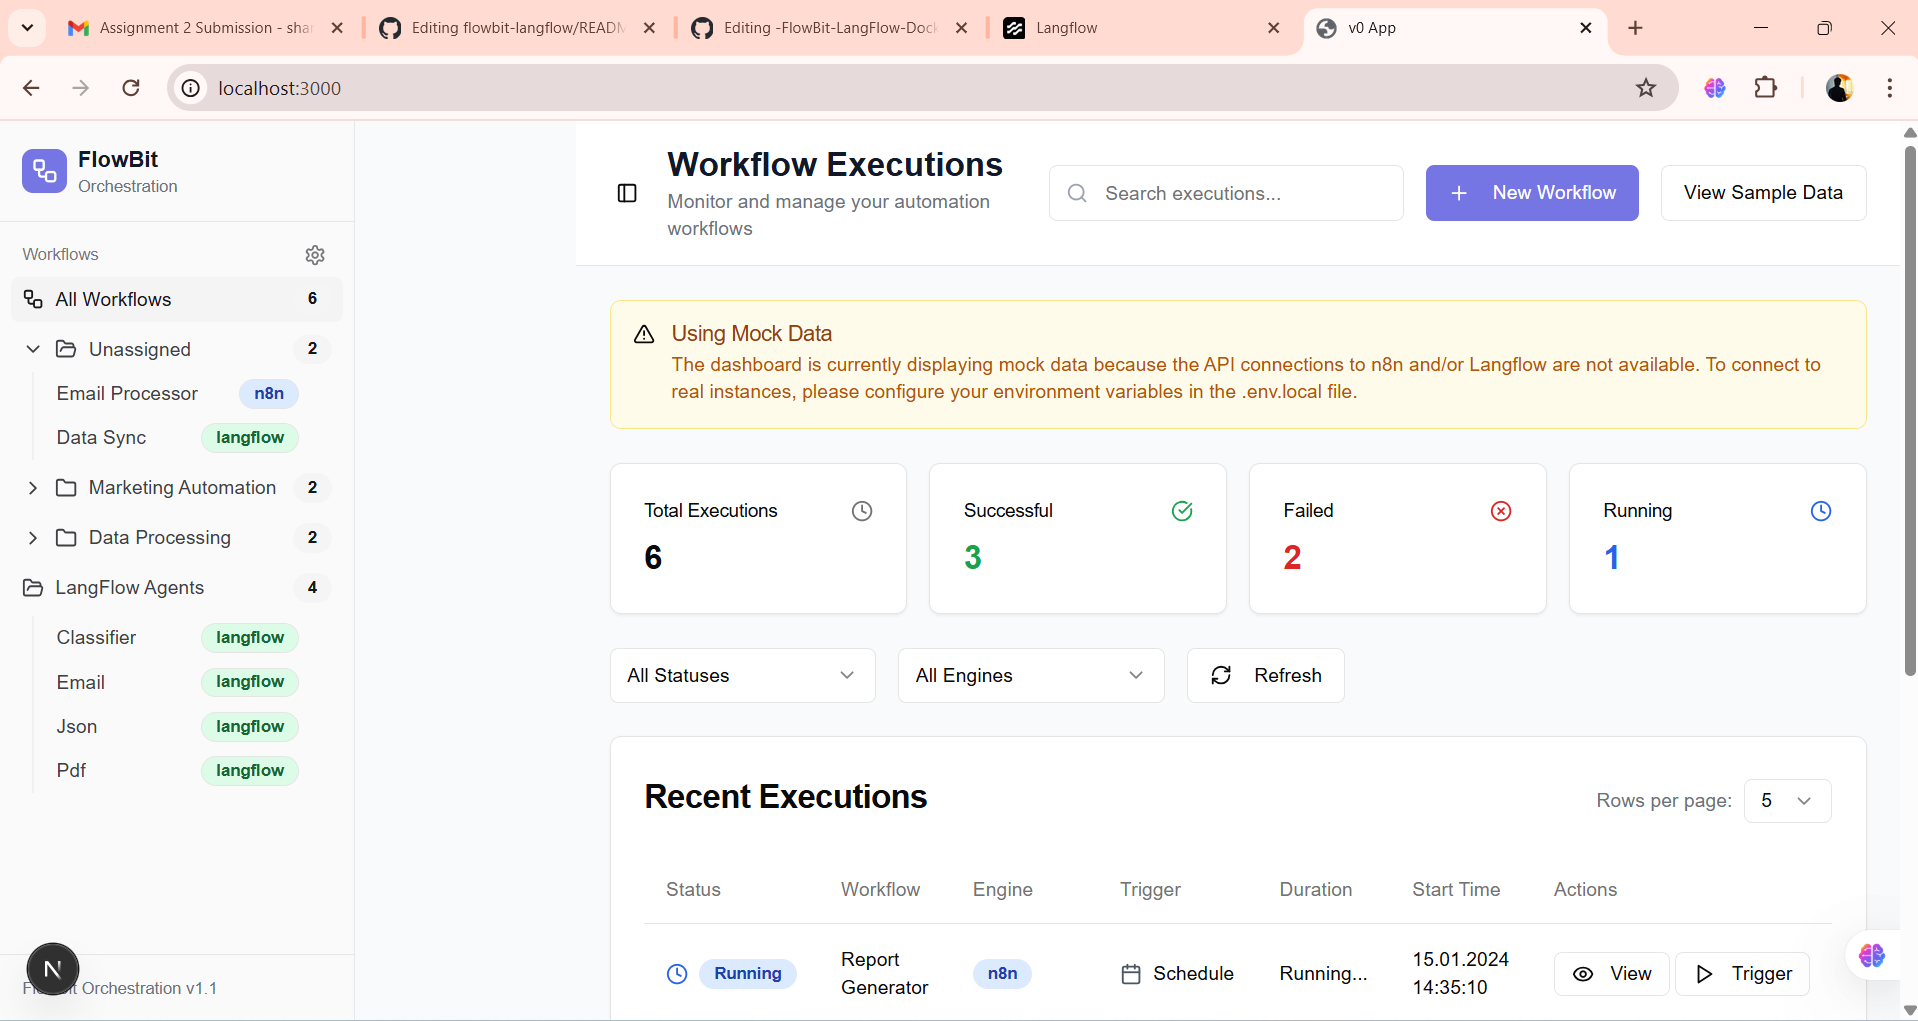 Assignment 2 Submission - shar
Editing flowbit-langflow/READM
Editing -FlowBit-LangFlow-Dock
Langflow
v0 App
localhost:3000
FlowBit
Orchestration
Workflows
All Workflows 6
Unassigned 2
Email Processor n8n
Data Sync langflow
Marketing Automation 2
Data Processing 2
LangFlow Agents 4
Classifier langflow
Email langflow
Json langflow
Pdf langflow
N
Orchestration v1.1
Workflow Executions
Monitor and manage your automation
workflows
Search executions...
New Workflow
View Sample Data
Using Mock Data
The dashboard is currently displaying mock data because the API connections to n8n and/or Langflow are not available. To connect to
real instances, please configure your environment variables in the .env.local file.
Total Executions
6
Successful
3
Failed
2
Running
1
All Statuses
All Engines
Refresh
Recent Executions
Rows per page: 5
Status Workflow Engine Trigger Duration Start Time Actions
Running
Report
Generator
n8n
Schedule
Running...
15.01.2024
14:35:10
View
Trigger